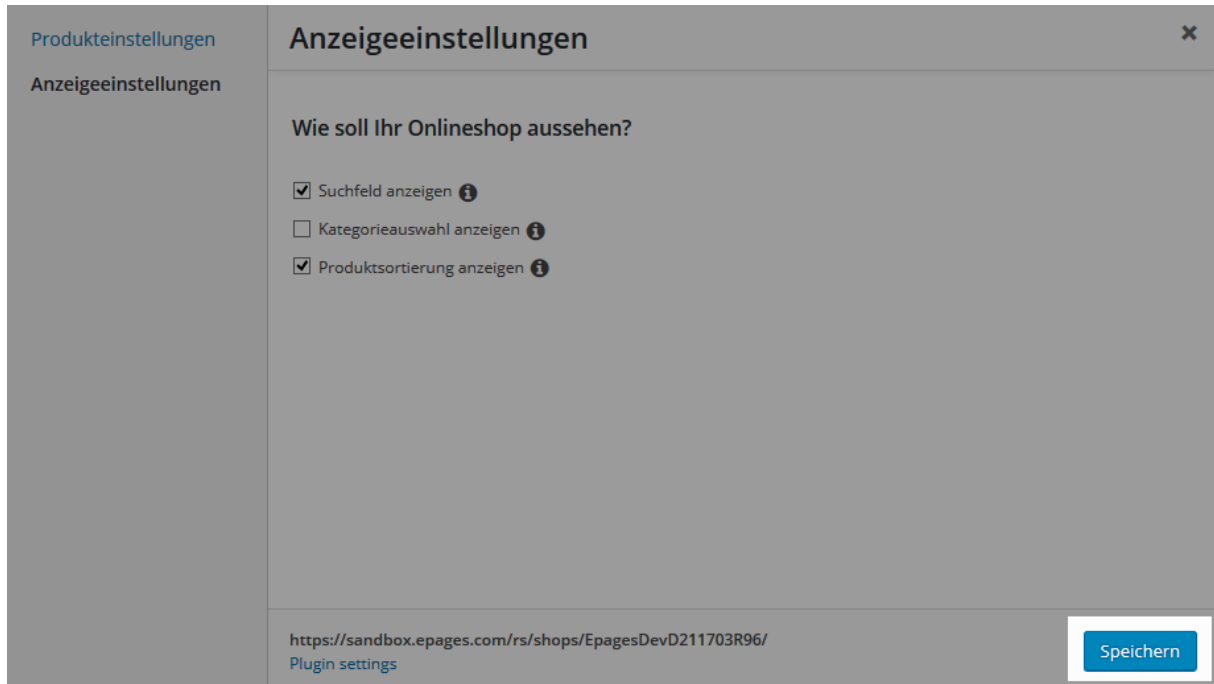 Produkteinstellungen
Anzeigeeinstellungen
Anzeigeeinstellungen
Wie soll Ihr Onlineshop aussehen?
Suchfeld anzeigen
Kategorieauswahl anzeigen
Produktsortierung anzeigen
https://sandbox.epages.com/rs/shops/EpagesDevD211703R96/
Plugin settings
Speichern